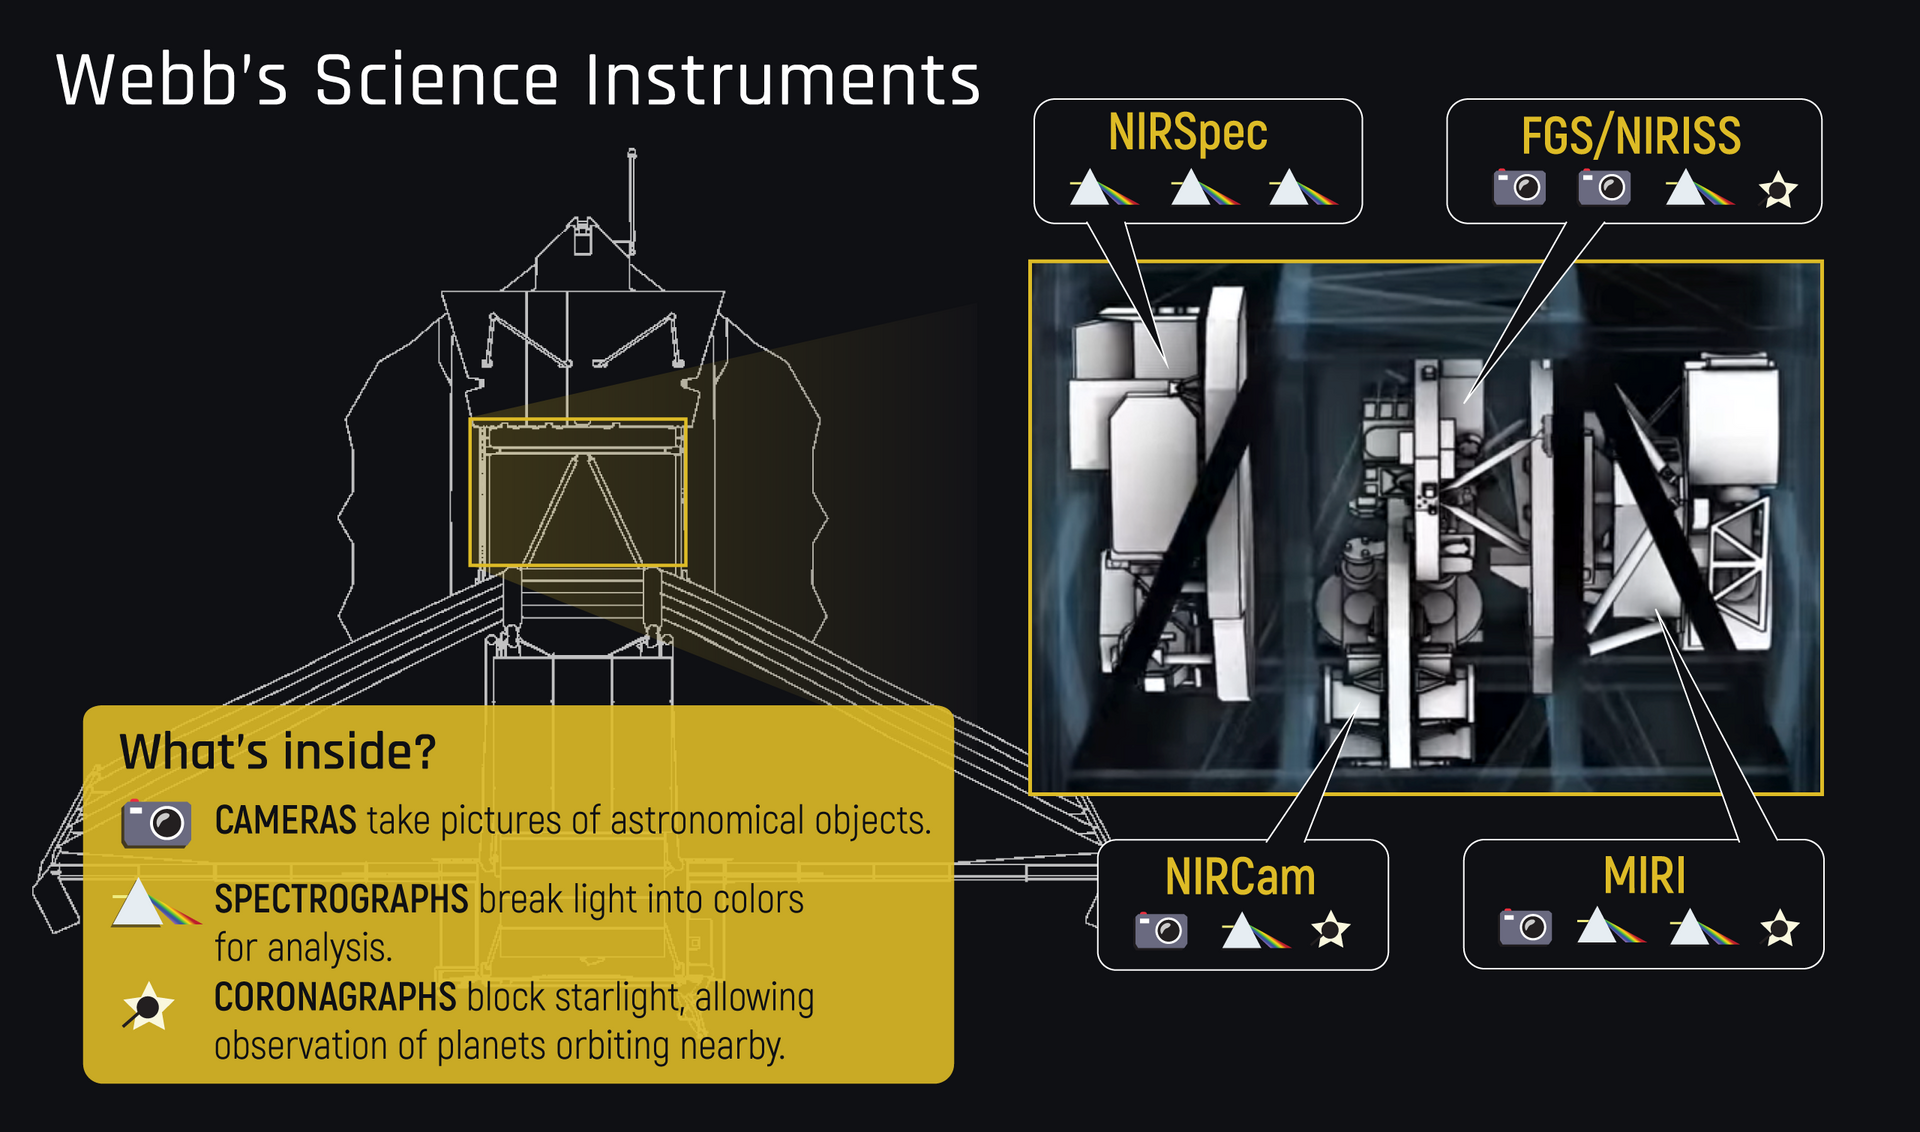 Webb's Science Instruments
NIRSpec
FGS/NIRISS
What's inside?
CAMERAS take pictures of astronomical objects.
SPECTROGRAPHS break light into colors
for analysis.
CORONAGRAPHS block starlight, allowing
observation of planets orbiting nearby.
NIRCam
MIRI